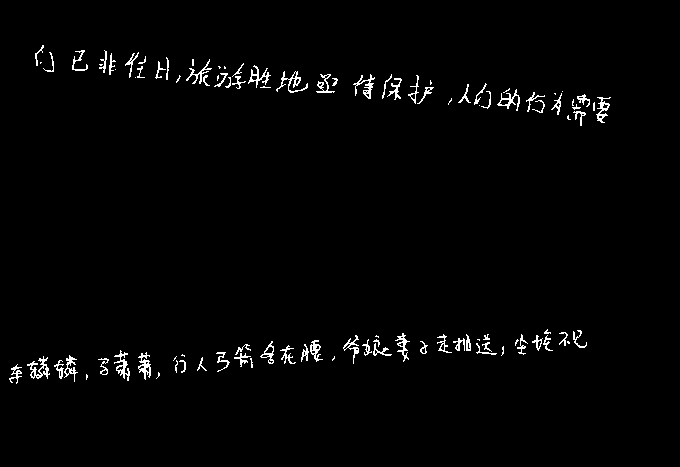 们已非往日,旅游胜地亟待保护,人们的行为需要
车辚辚,马萧萧,行人弓箭各在腰,爷娘妻子走相送,尘埃不见